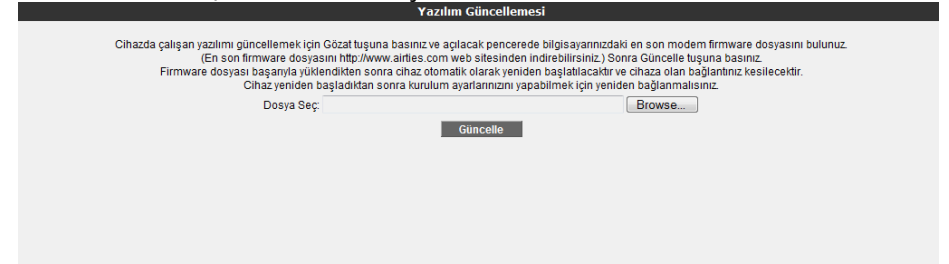 Yazılım Güncellemesi
Cihazda çalışan yazılımı güncellemek için Gözat tuşuna basınız ve açılacak pencerede bilgisayarınızdaki en son modem firmware dosyasını bulunuz.
(En son firmware dosyasını http://www.airties.com web sitesinden indirebilirsiniz.) Sonra Güncelle tuşuna basınız.
Firmware dosyası başarıyla yüklendikten sonra cihaz otomatik olarak yeniden başlatılacaktır ve cihaza olan bağlantınız kesilecektir.
Cihaz yeniden başladıktan sonra kurulum ayarlarınızını yapabilmek için yeniden bağlanmalısınız.
Dosya Seç: Browse...
Güncelle